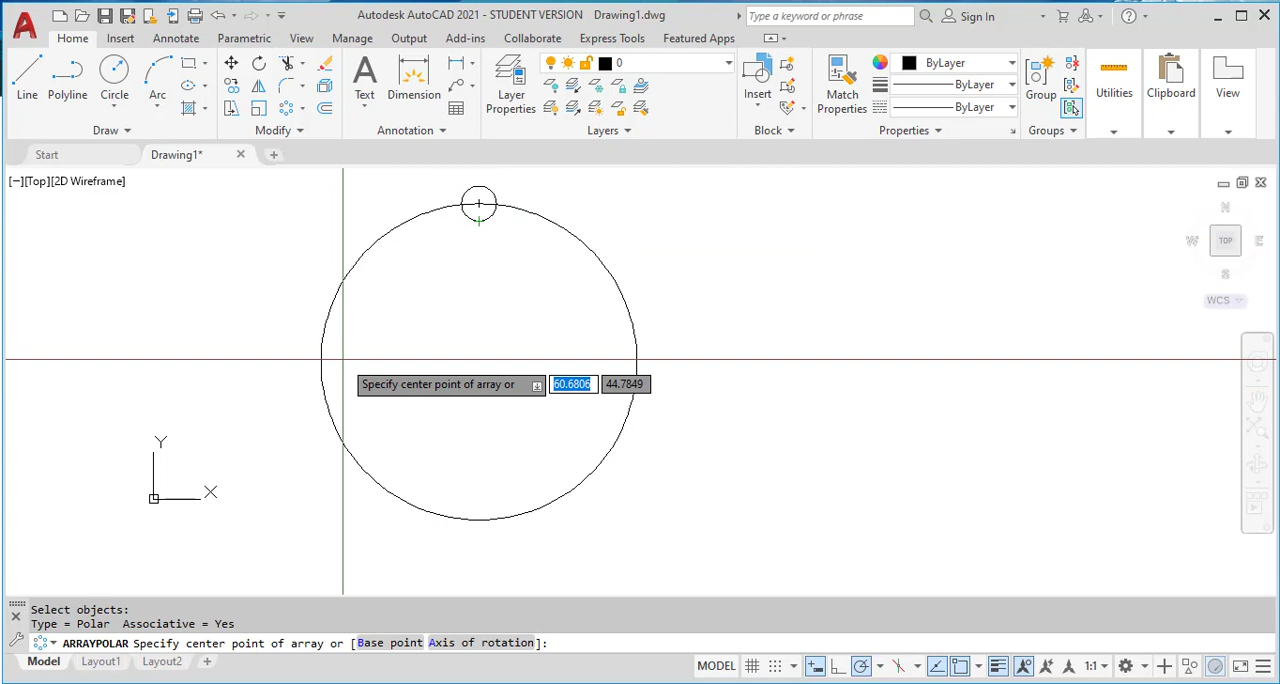 Autodesk AutoCAD 2021 - STUDENT VERSION Drawing1.dwg
Type a keyword or phrase
Sign In
Home Insert Annotate Parametric View Manage Output Add-ins Collaborate Express Tools Featured Apps
Line Polyline Circle Arc
Text Dimension
Layer Properties
0
Insert
Match Properties
ByLayer
ByLayer
ByLayer
Group
Utilities
Clipboard
View
Draw Modify Annotation Layers Block Properties Groups
Start Drawing1*
[−][Top][2D Wireframe]
N
W TOP E
S
WCS
Specify center point of array or 60.6806 44.7849
Y
X
Select objects:
Type = Polar Associative = Yes
ARRAYPOLAR Specify center point of array or [Base point Axis of rotation]:
Model Layout1 Layout2 +
MODEL 1:1